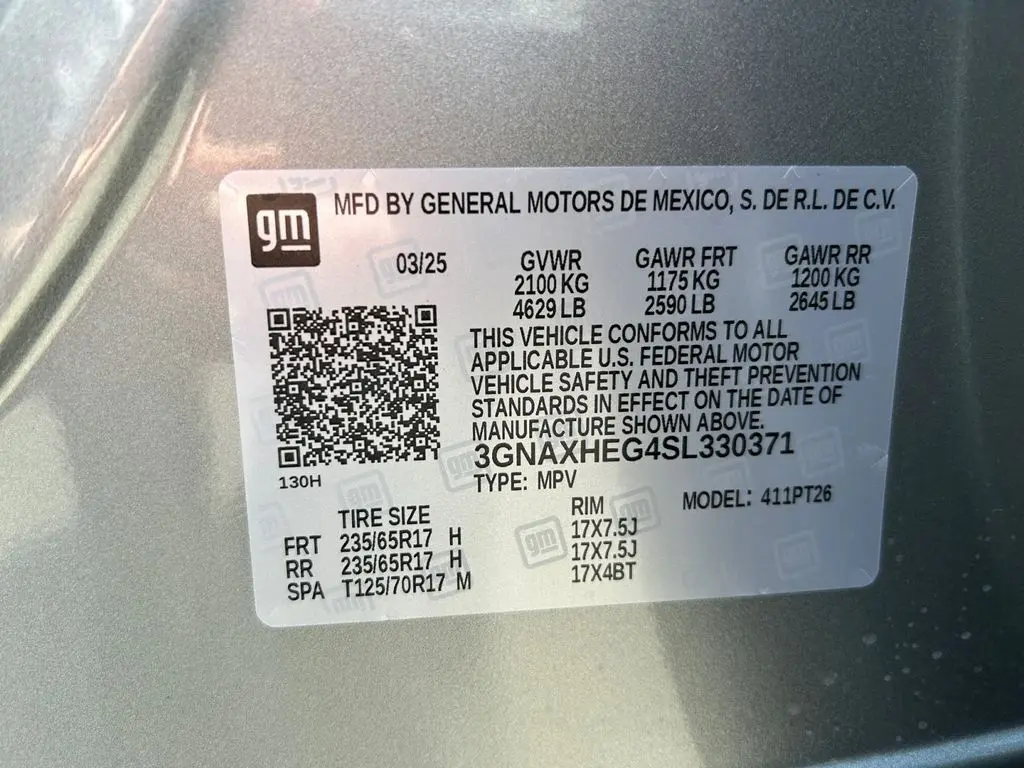 gm
MFD BY GENERAL MOTORS DE MEXICO, S. DE R.L. DE C.V.
03/25
GVWR GAWR FRT GAWR RR
2100 KG 1175 KG 1200 KG
4629 LB 2590 LB 2645 LB
THIS VEHICLE CONFORMS TO ALL
APPLICABLE U.S. FEDERAL MOTOR
VEHICLE SAFETY AND THEFT PREVENTION
STANDARDS IN EFFECT ON THE DATE OF
MANUFACTURE SHOWN ABOVE.
3GNAXHEG4SL330371
130H
TYPE: MPV
MODEL: 411PT26
TIRE SIZE RIM
FRT 235/65R17 H 17X7.5J
RR 235/65R17 H 17X7.5J
SPA T125/70R17 M 17X4BT
gm